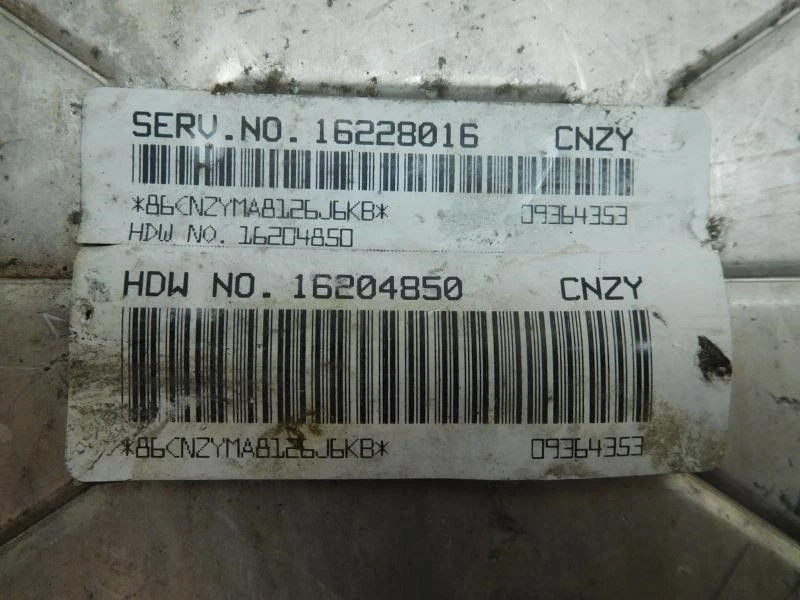 SERV.NO. 16228016 CNZY
*86CNZYMA8126J6KB* 09364353
HDW NO. 16204850
HDW NO. 16204850 CNZY
*86CNZYMA8126J6KB* 09364353